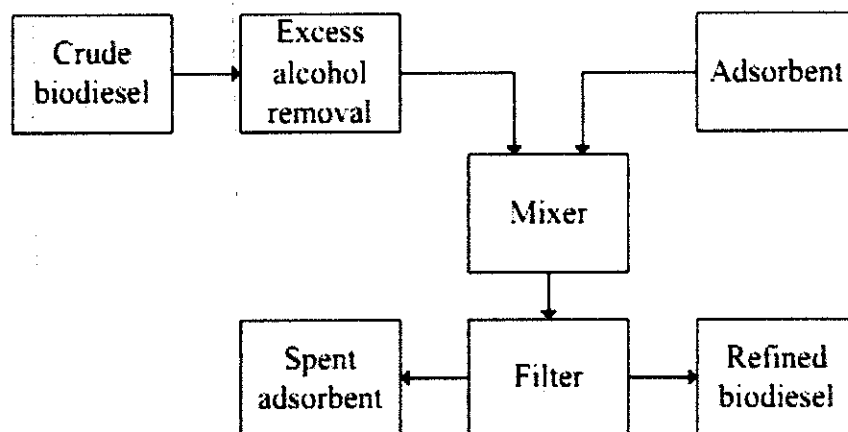 Crude
biodiesel
Excess
alcohol
removal
Adsorbent
Mixer
Spent
adsorbent
Filter
Refined
biodiesel